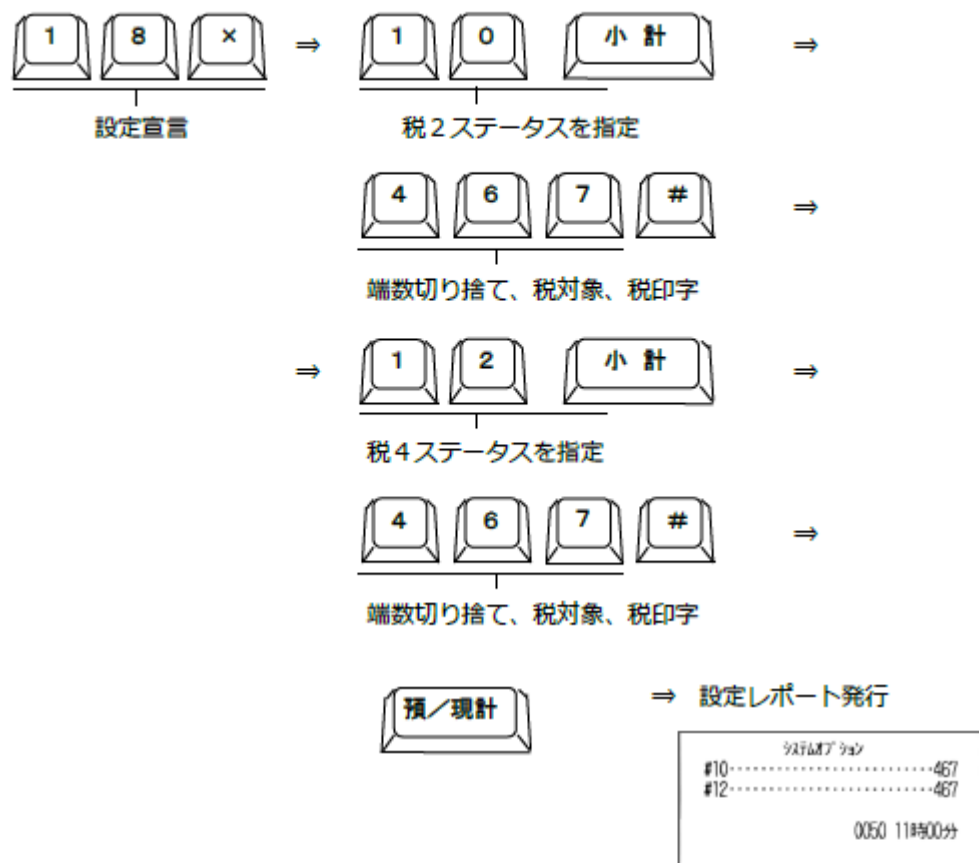 1 8 × ⇒ 1 0 小 計 ⇒
設定宣言 税2ステータスを指定
4 6 7 # ⇒
端数切り捨て、税対象、税印字
⇒ 1 2 小 計 ⇒
税4ステータスを指定
4 6 7 # ⇒
端数切り捨て、税対象、税印字
預／現計 ⇒ 設定レポート発行
ｼｽﾃﾑｵﾌﾟｼｮﾝ
#10・・・・・・・・・・・・・・・・・・・・・・・・・467
#12・・・・・・・・・・・・・・・・・・・・・・・・・467
0050 11時00分